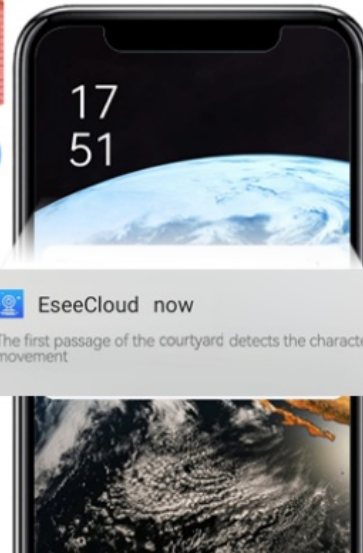 17
51
EseeCloud now
The first passage of the courtyard detects the characte
movement